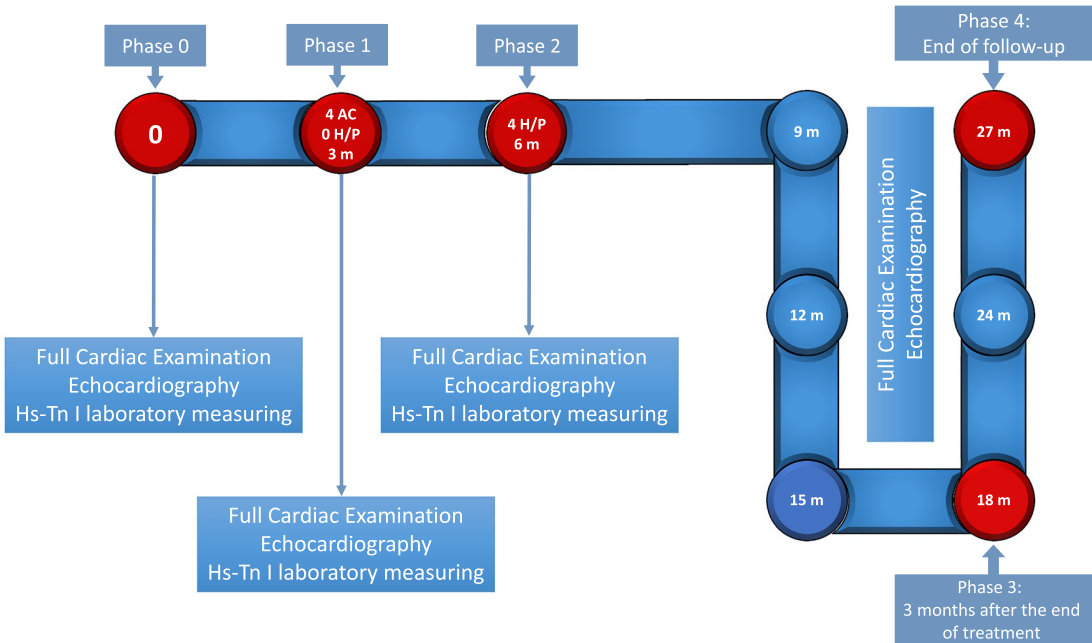 Phase 0
Phase 1
Phase 2
Phase 4:
End of follow-up
0
4 AC
0 H/P
3 m
4 H/P
6 m
9 m
27 m
Full Cardiac Examination
Echocardiography
12 m
24 m
Full Cardiac Examination
Echocardiography
Hs-Tn I laboratory measuring
Full Cardiac Examination
Echocardiography
Hs-Tn I laboratory measuring
15 m
18 m
Full Cardiac Examination
Echocardiography
Hs-Tn I laboratory measuring
Phase 3:
3 months after the end
of treatment